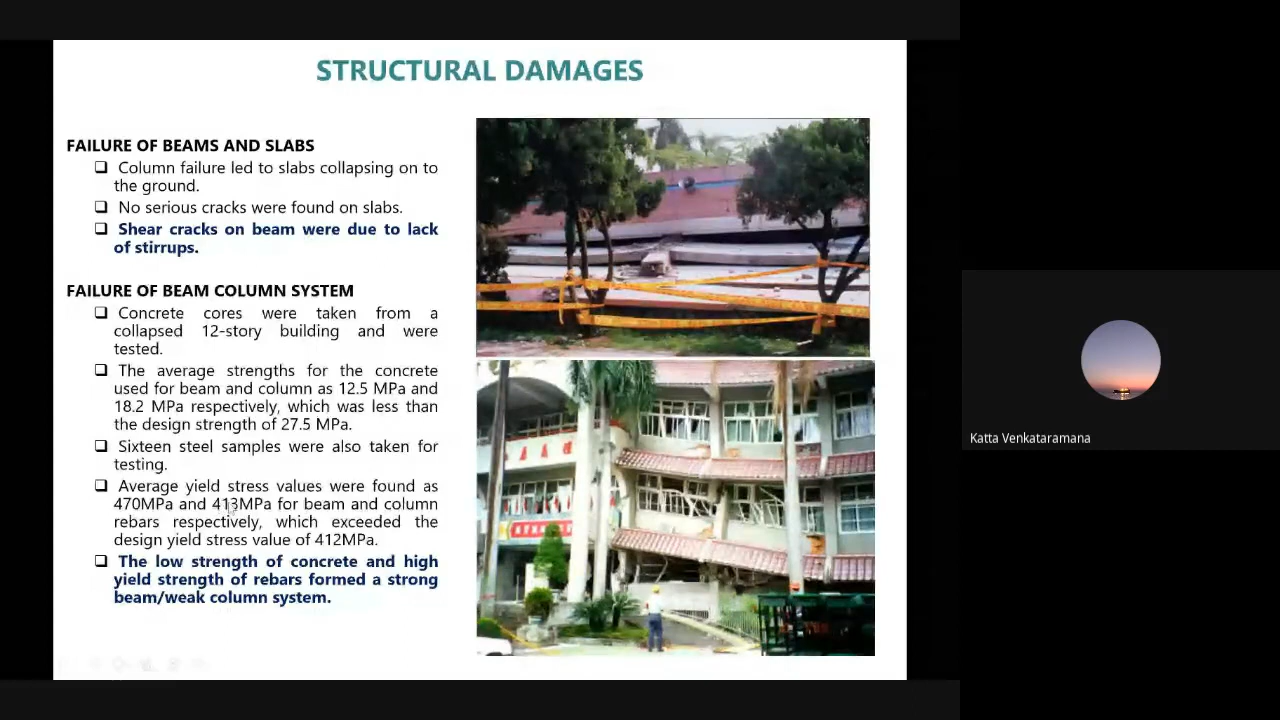 STRUCTURAL DAMAGES
FAILURE OF BEAMS AND SLABS
❑ Column failure led to slabs collapsing on to
the ground.
❑ No serious cracks were found on slabs.
❑ Shear cracks on beam were due to lack
of stirrups.
FAILURE OF BEAM COLUMN SYSTEM
❑ Concrete cores were taken from a
collapsed 12-story building and were
tested.
❑ The average strengths for the concrete
used for beam and column as 12.5 MPa and
18.2 MPa respectively, which was less than
the design strength of 27.5 MPa.
❑ Sixteen steel samples were also taken for
testing.
❑ Average yield stress values were found as
470MPa and 413MPa for beam and column
rebars respectively, which exceeded the
design yield stress value of 412MPa.
❑ The low strength of concrete and high
yield strength of rebars formed a strong
beam/weak column system.
Katta Venkataramana